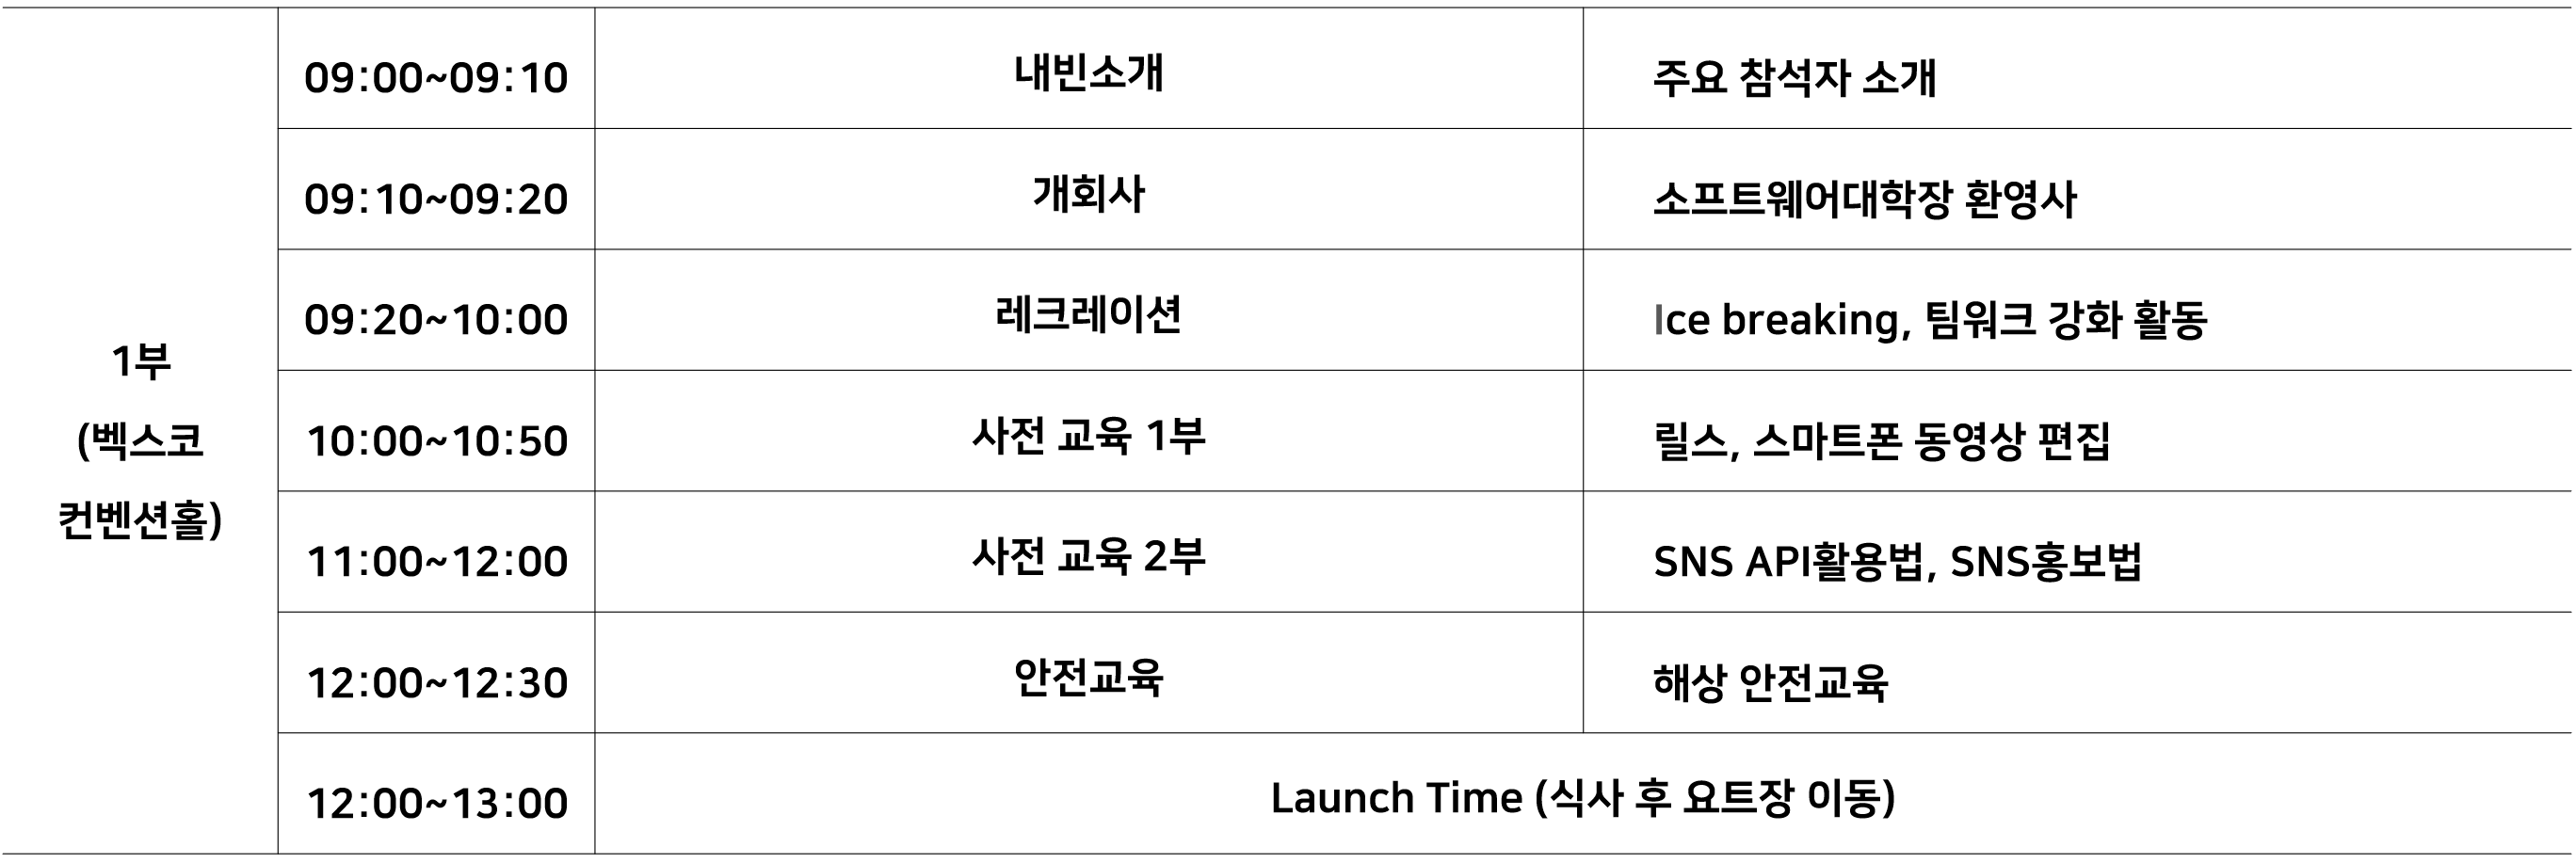 1부
(벡스코
컨벤션홀)
09:00~09:10 내빈소개 주요 참석자 소개
09:10~09:20 개회사 소프트웨어대학장 환영사
09:20~10:00 레크레이션 Ice breaking, 팀워크 강화 활동
10:00~10:50 사전 교육 1부 릴스, 스마트폰 동영상 편집
11:00~12:00 사전 교육 2부 SNS API활용법, SNS홍보법
12:00~12:30 안전교육 해상 안전교육
12:00~13:00 Launch Time (식사 후 요트장 이동)